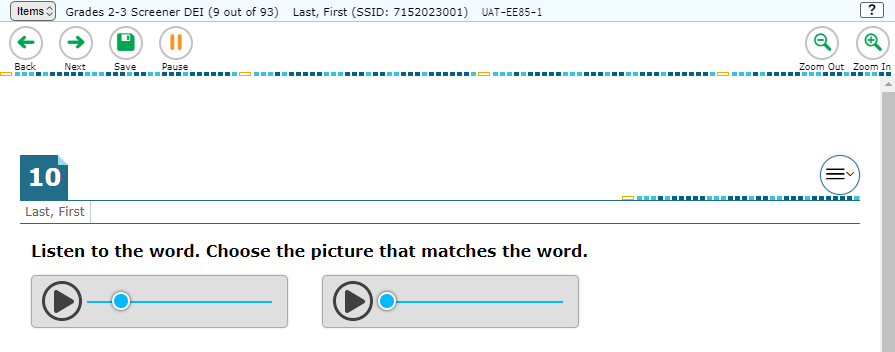 Items Grades 2-3 Screener DEI (9 out of 93) Last, First (SSID: 7152023001) UAT-EE85-1 ?
Back Next Save Pause Zoom Out Zoom In
10
Last, First
Listen to the word. Choose the picture that matches the word.